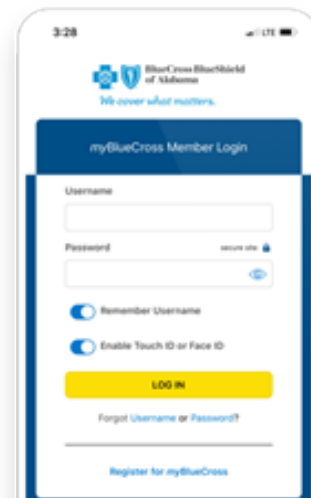 3:28 LTE
BlueCross BlueShield
of Alabama
We cover what matters.
myBlueCross Member Login
Username
Password secure site
Remember Username
Enable Touch ID or Face ID
LOG IN
Forgot Username or Password?
Register for myBlueCross